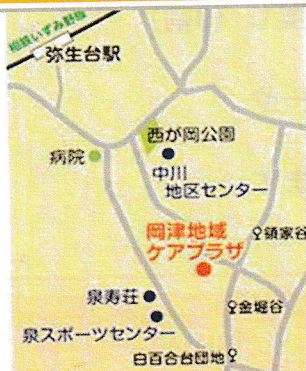 相鉄いずみ野線
弥生台駅
西が岡公園
病院
中川
地区センター
岡津地域
ケアプラザ
領家谷
泉寿荘
金堀谷
泉スポーツセンター
白百合台団地